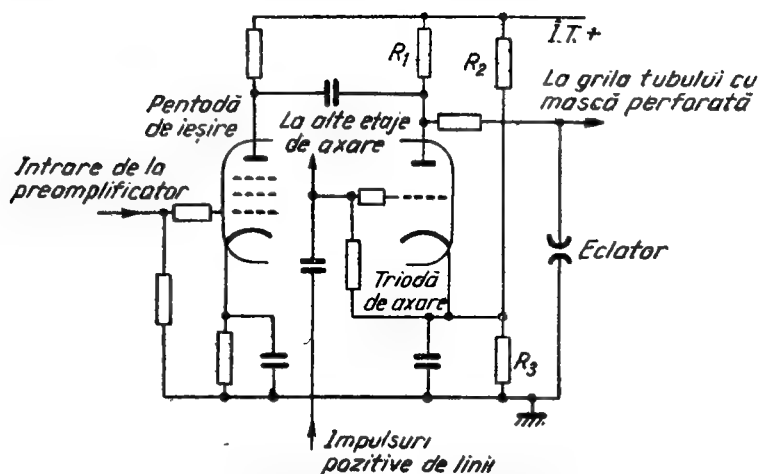 R1
R2
Î.T. +
La grila tubului cu
mască perforată
Pentodă
de ieșire
La alte etaje
de axare
Intrare de la
preamplificator
Eclator
Triodă
de axare
R3
Impulsuri
pozitive de linii